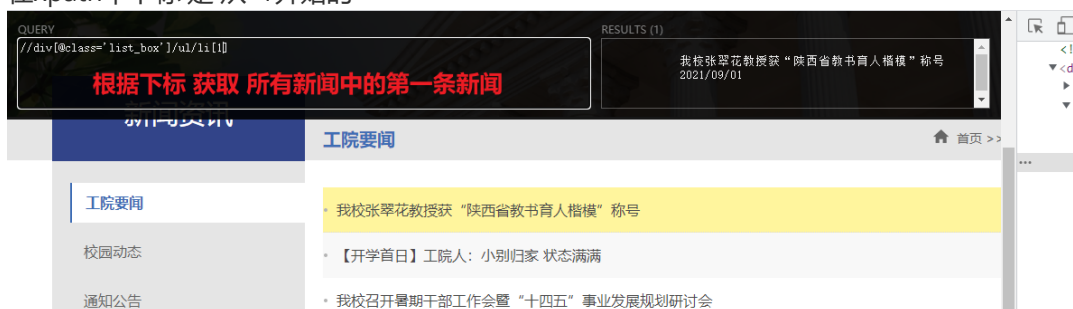 QUERY
RESULTS (1)
//div[@class='list_box']/ul/li[1]
我校张翠花教授获“陕西省教书育人楷模”称号
2021/09/01
根据下标 获取 所有新闻中的第一条新闻
新闻资讯
工院要闻
首页 >>
工院要闻
我校张翠花教授获“陕西省教书育人楷模”称号
校园动态
【开学首日】工院人：小别归家 状态满满
通知公告
我校召开暑期干部工作会暨“十四五”事业发展规划研讨会
<!
▼<d
...